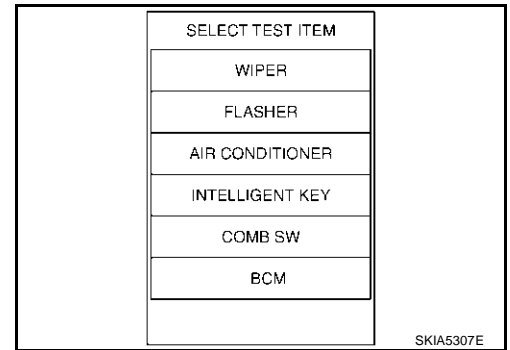 SELECT TEST ITEM
WIPER
FLASHER
AIR CONDITIONER
INTELLIGENT KEY
COMB SW
BCM
SKIA5307E